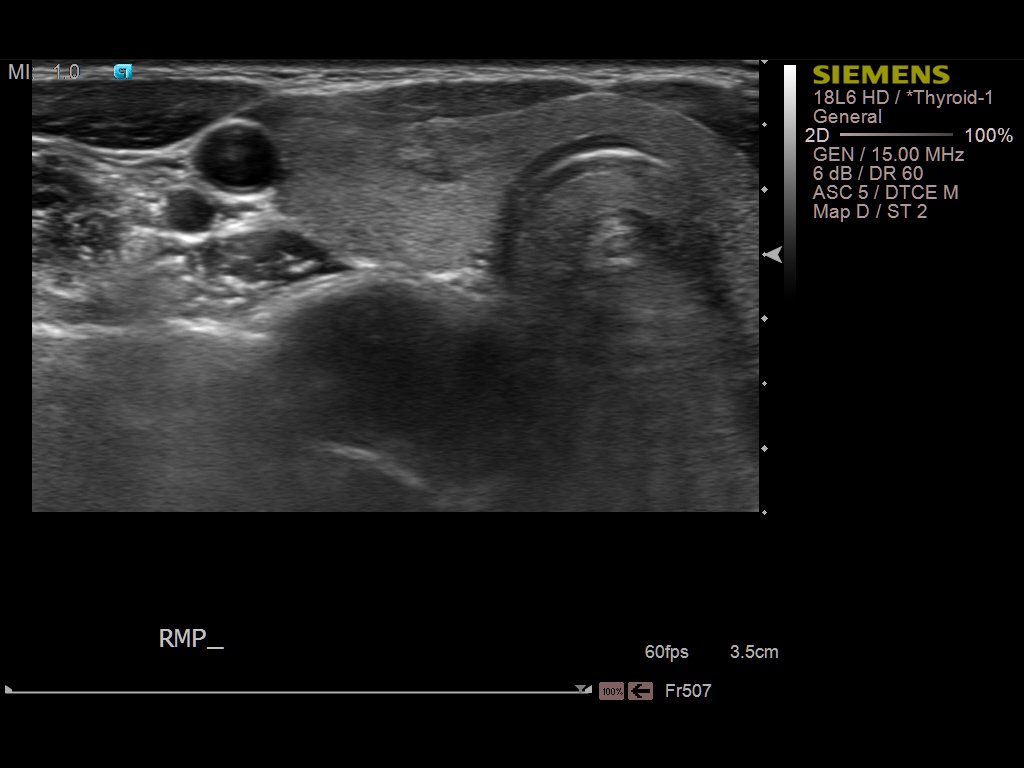 MI: 1.0
SIEMENS
18L6 HD / *Thyroid-1
General
2D 100%
GEN / 15.00 MHz
6 dB / DR 60
ASC 5 / DTCE M
Map D / ST 2
RMP_
60fps 3.5cm
100% Fr507